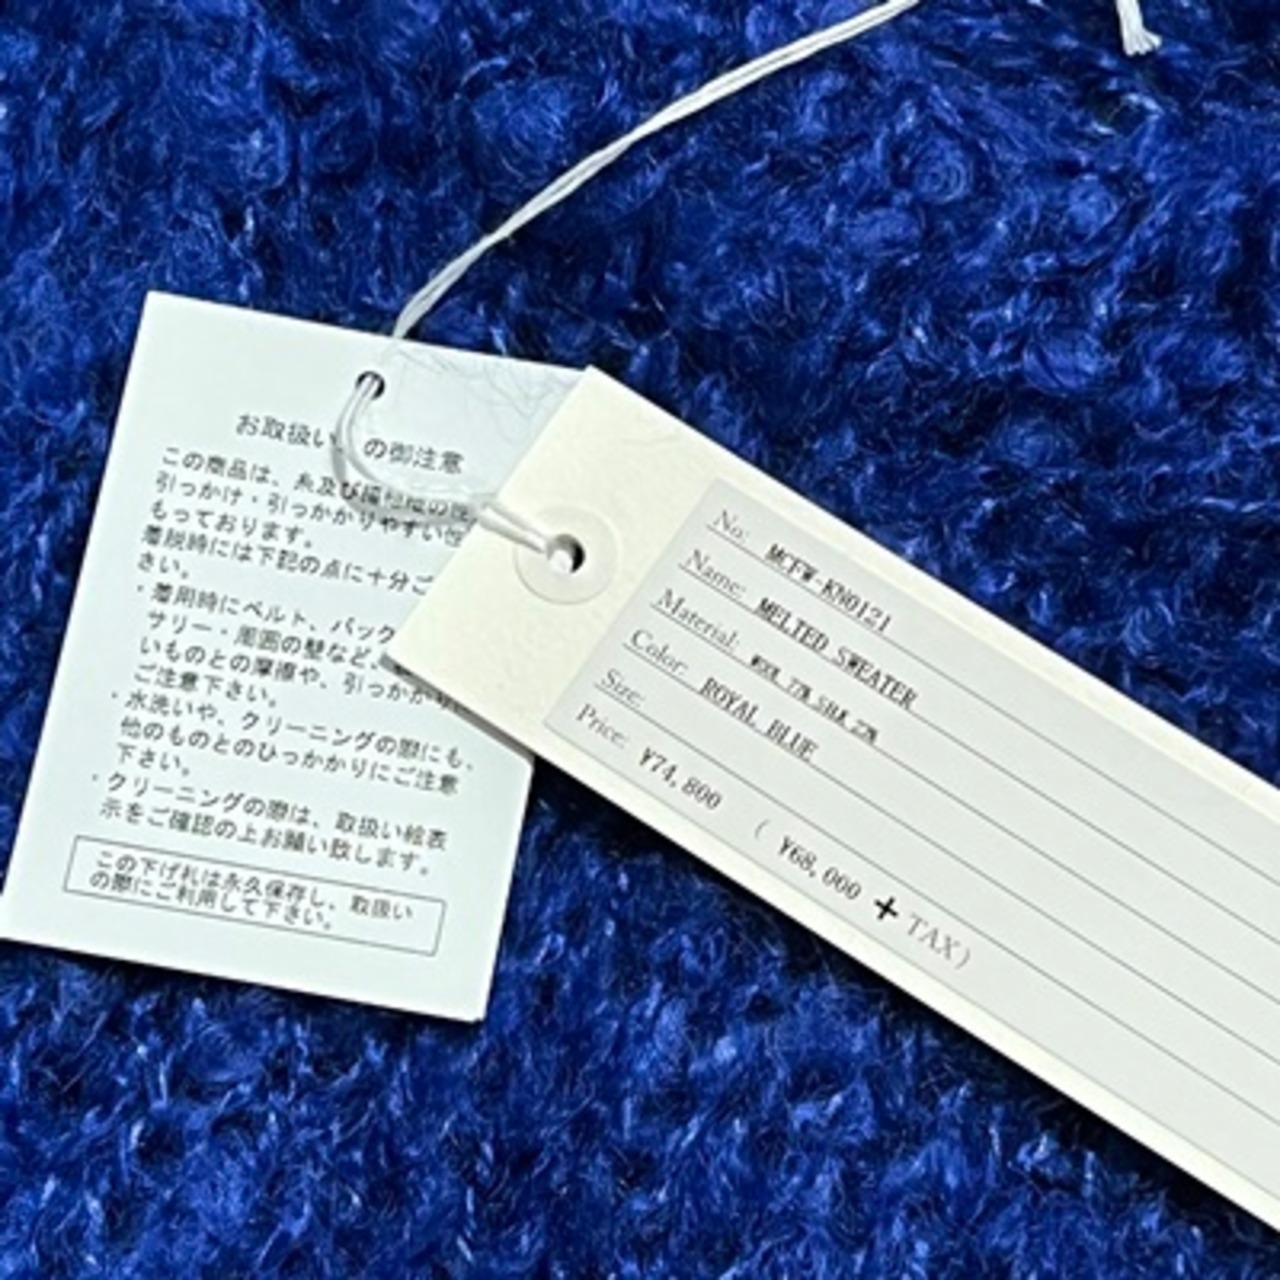 お取扱い の御注意
この商品は、糸及び
引っかけ・引っかかりやすい
もっております。
着脱時には下記の点に十分ご
さい。
・着用時にベルト、バック
サリー・周囲の壁など、
いものとの摩擦や、引っかかり
ご注意下さい。
・水洗いや、クリーニングの際にも、
他のものとのひっかかりにご注意
下さい。
・クリーニングの際は、取扱い絵表
示をご確認の上お願い致します。
この下げ札は永久保存し、取扱い
の際にご利用して下さい。
No: MCFW-KN0121
Name: MELTED SWEATER
Material: WOOL 77% SILK 23%
Color: ROYAL BLUE
Size:
Price: ¥74,800 ( ¥68,000 + TAX)